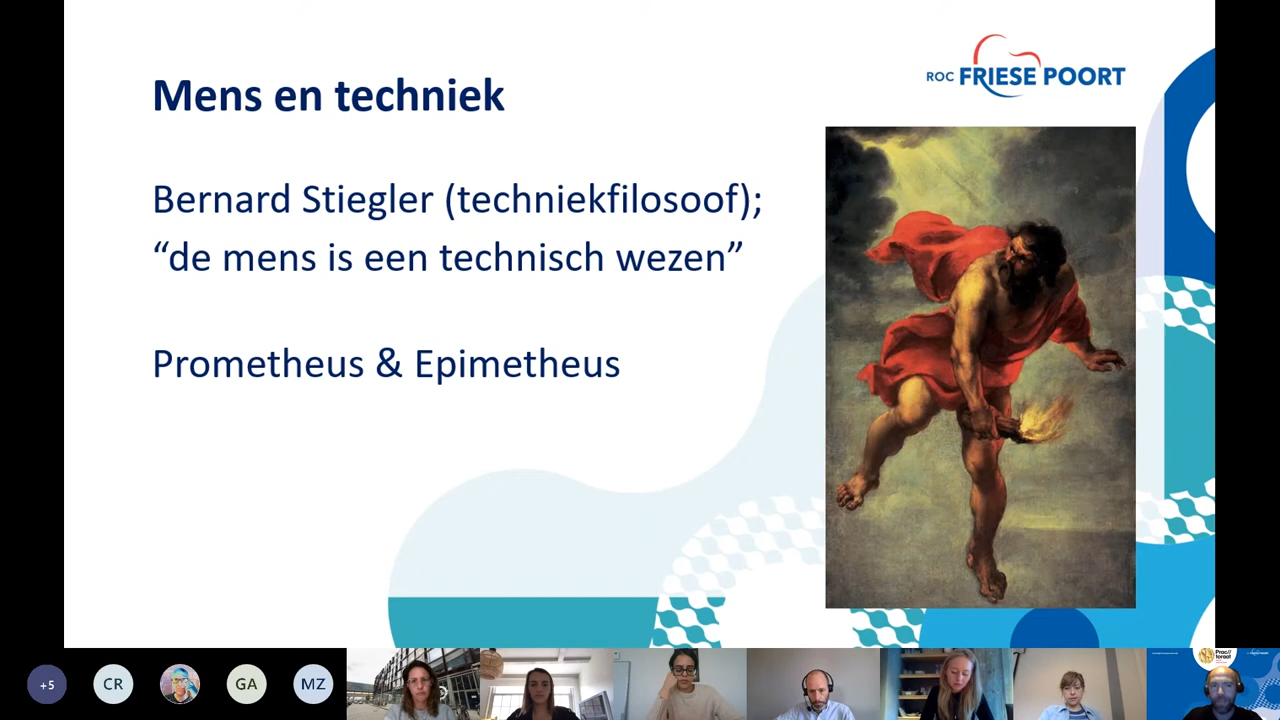 Mens en techniek
ROC FRIESE POORT
Bernard Stiegler (techniekfilosoof);
“de mens is een technisch wezen”
Prometheus & Epimetheus
+5
CR
GA
MZ